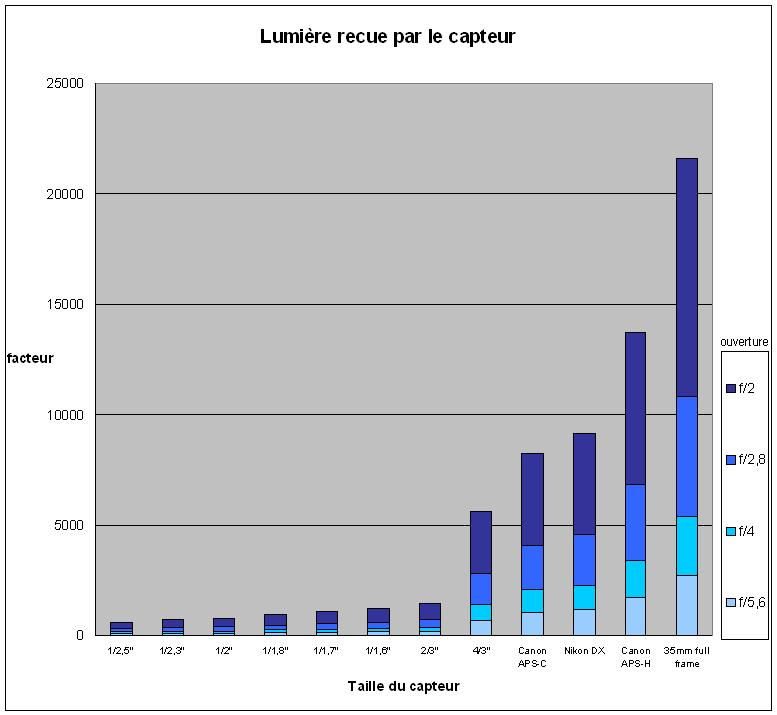 Lumière recue par le capteur
25000
20000
15000
10000
5000
0
facteur
1/2,5"
1/2,3"
1/2"
1/1,8"
1/1,7"
1/1,6"
2/3"
4/3"
Canon
APS-C
Nikon DX
Canon
APS-H
35mm full
frame
Taille du capteur
ouverture
f/2
f/2,8
f/4
f/5,6